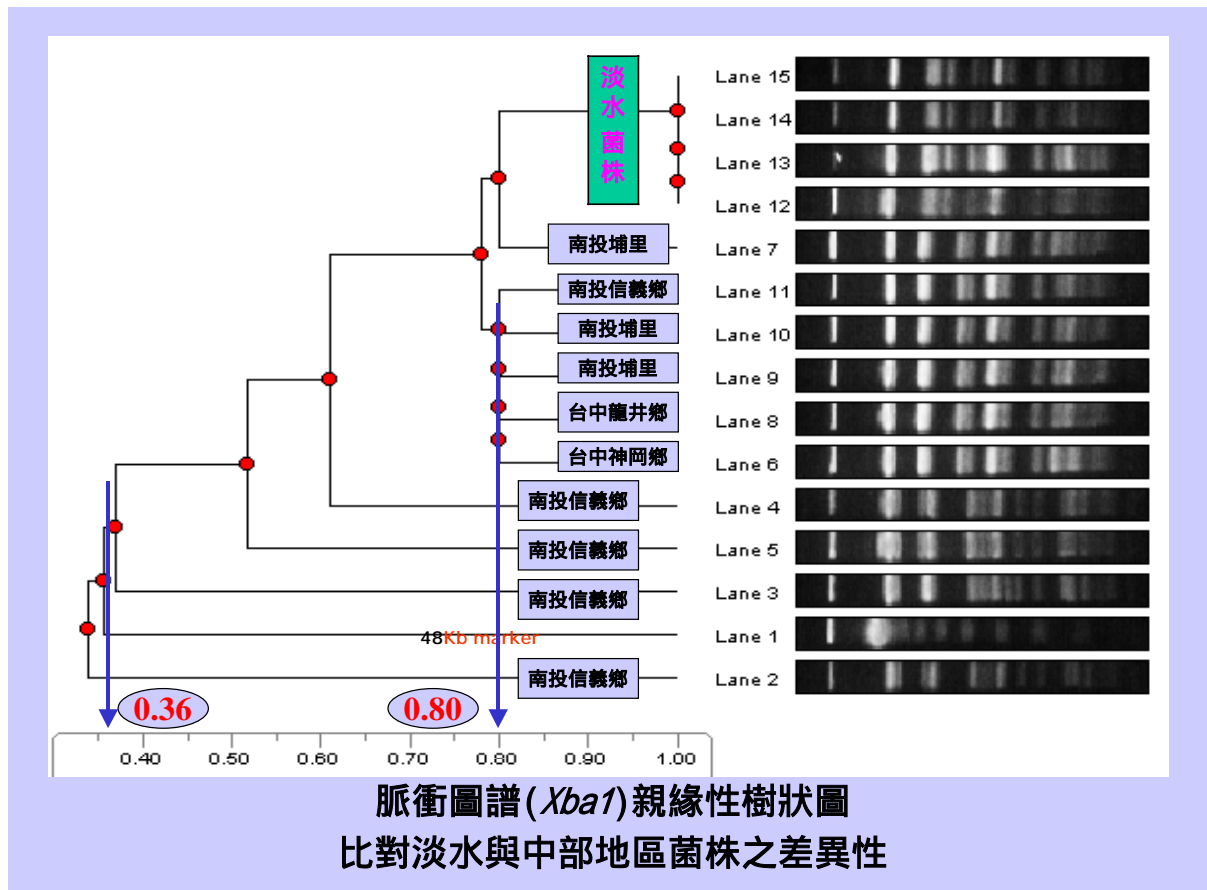 淡水菌株
Lane 15
Lane 14
Lane 13
Lane 12
南投埔里 Lane 7
南投信義鄉 Lane 11
南投埔里 Lane 10
南投埔里 Lane 9
台中龍井鄉 Lane 8
台中神岡鄉 Lane 6
南投信義鄉 Lane 4
南投信義鄉 Lane 5
南投信義鄉 Lane 3
48Kb marker Lane 1
南投信義鄉 Lane 2
0.36 0.80
0.40 0.50 0.60 0.70 0.80 0.90 1.00
脈衝圖譜(Xba1)親緣性樹狀圖
比對淡水與中部地區菌株之差異性